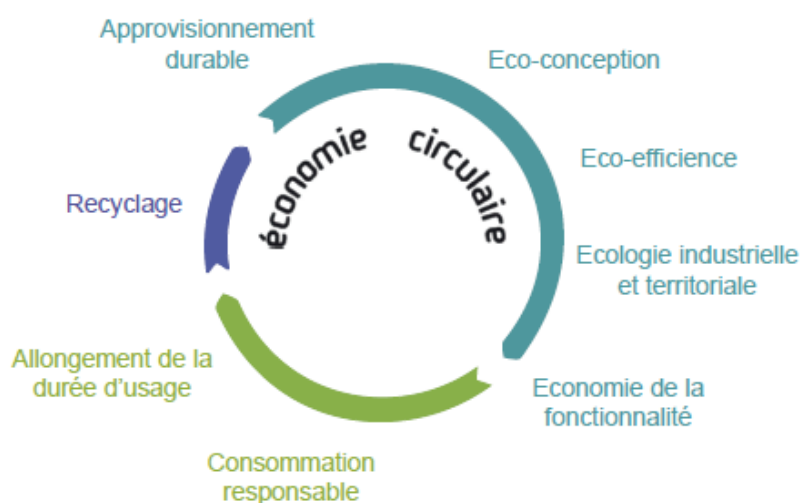 Approvisionnement
durable
Eco-conception
économie circulaire
Eco-efficience
Recyclage
Ecologie industrielle
et territoriale
Allongement de la
durée d'usage
Economie de la
fonctionnalité
Consommation
responsable